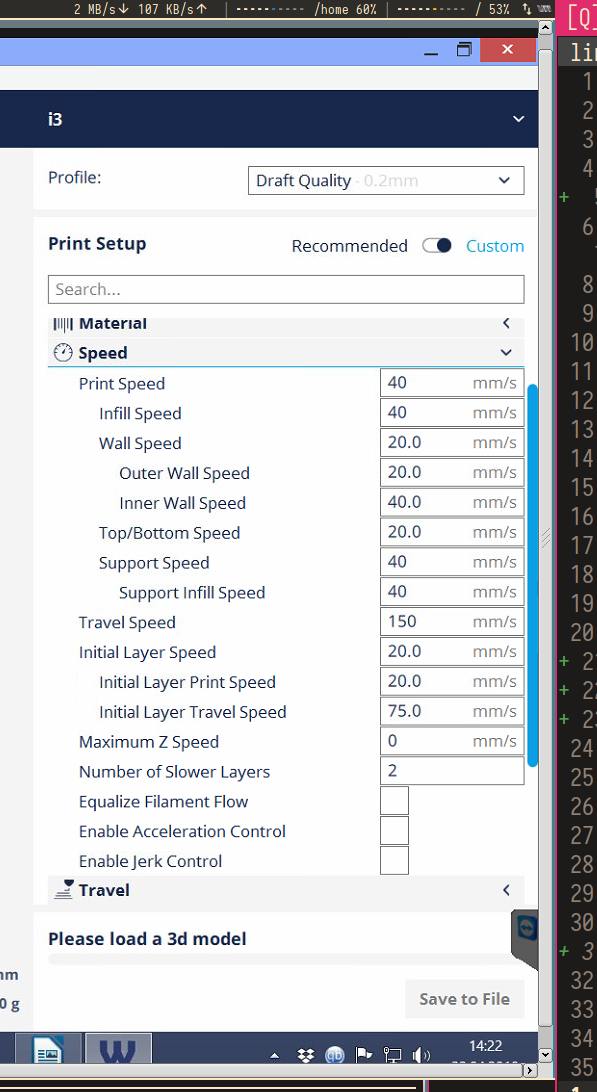 2 MB/s↓ 107 KB/s↑ | ---------- /home 60% | ---------- / 53%
[Q]
i3
Profile:
Draft Quality - 0.2mm
Print Setup
Recommended
Custom
Search...
Material
Speed
Print Speed 40 mm/s
Infill Speed 40 mm/s
Wall Speed 20.0 mm/s
Outer Wall Speed 20.0 mm/s
Inner Wall Speed 40.0 mm/s
Top/Bottom Speed 20.0 mm/s
Support Speed 40 mm/s
Support Infill Speed 40 mm/s
Travel Speed 150 mm/s
Initial Layer Speed 20.0 mm/s
Initial Layer Print Speed 20.0 mm/s
Initial Layer Travel Speed 75.0 mm/s
Maximum Z Speed 0 mm/s
Number of Slower Layers 2
Equalize Filament Flow
Enable Acceleration Control
Enable Jerk Control
Travel
Please load a 3d model
Save to File
0 g
14:22
1
2
3
4
+
6
8
9
10
11
12
13
14
15
16
17
18
19
20
+ 21
+ 22
+ 23
24
25
26
27
28
29
30
+ 3
32
33
34
35